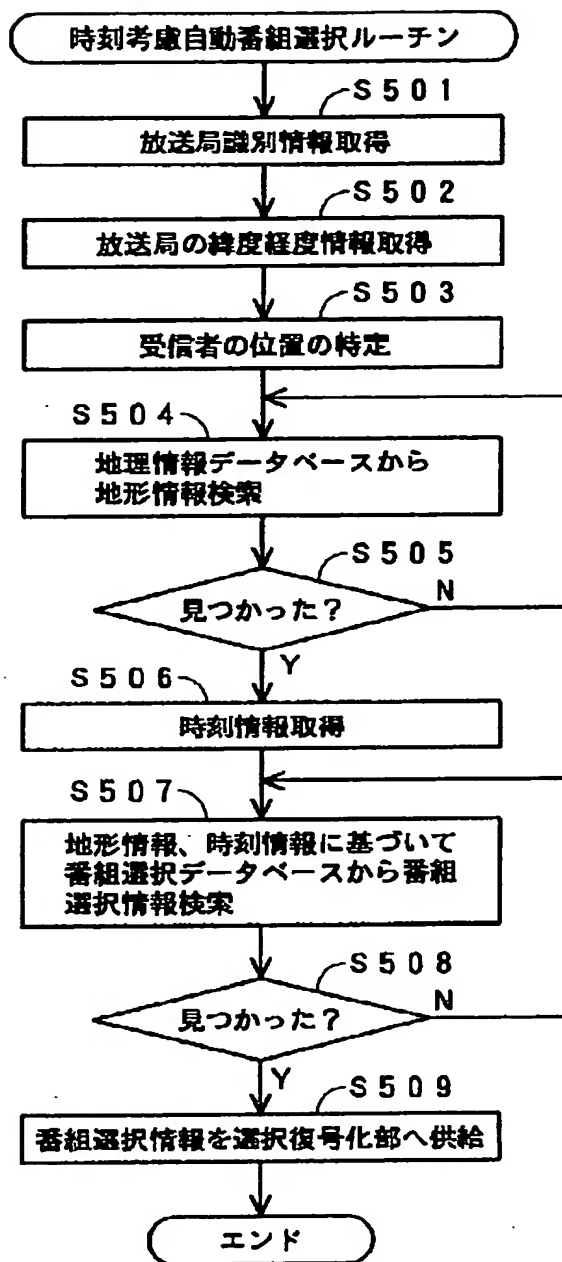 時刻考慮自動番組選択ルーチン
S501
放送局識別情報取得
S502
放送局の緯度経度情報取得
S503
受信者の位置の特定
S504
地理情報データベースから
地形情報検索
S505
見つかった?
N
Y
S506
時刻情報取得
S507
地形情報、時刻情報に基づいて
番組選択データベースから番組
選択情報検索
S508
見つかった?
N
Y
S509
番組選択情報を選択復号化部へ供給
エンド